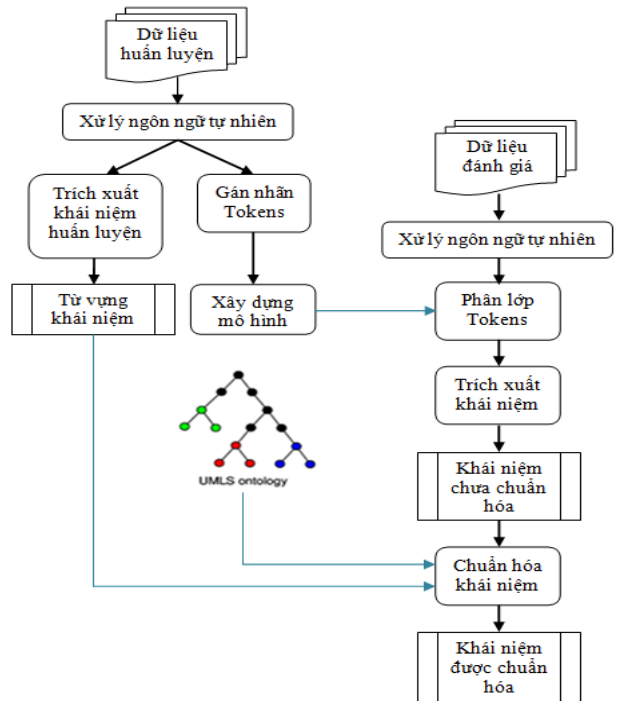 Dữ liệu
huấn luyện
Xử lý ngôn ngữ tự nhiên
Trích xuất
khái niệm
huấn luyện
Gán nhãn
Tokens
Từ vựng
khái niệm
Xây dựng
mô hình
UMLS ontology
Dữ liệu
đánh giá
Xử lý ngôn ngữ tự nhiên
Phân lớp
Tokens
Trích xuất
khái niệm
Khái niệm
chưa chuẩn
hóa
Chuẩn hóa
khái niệm
Khái niệm
được chuẩn
hóa